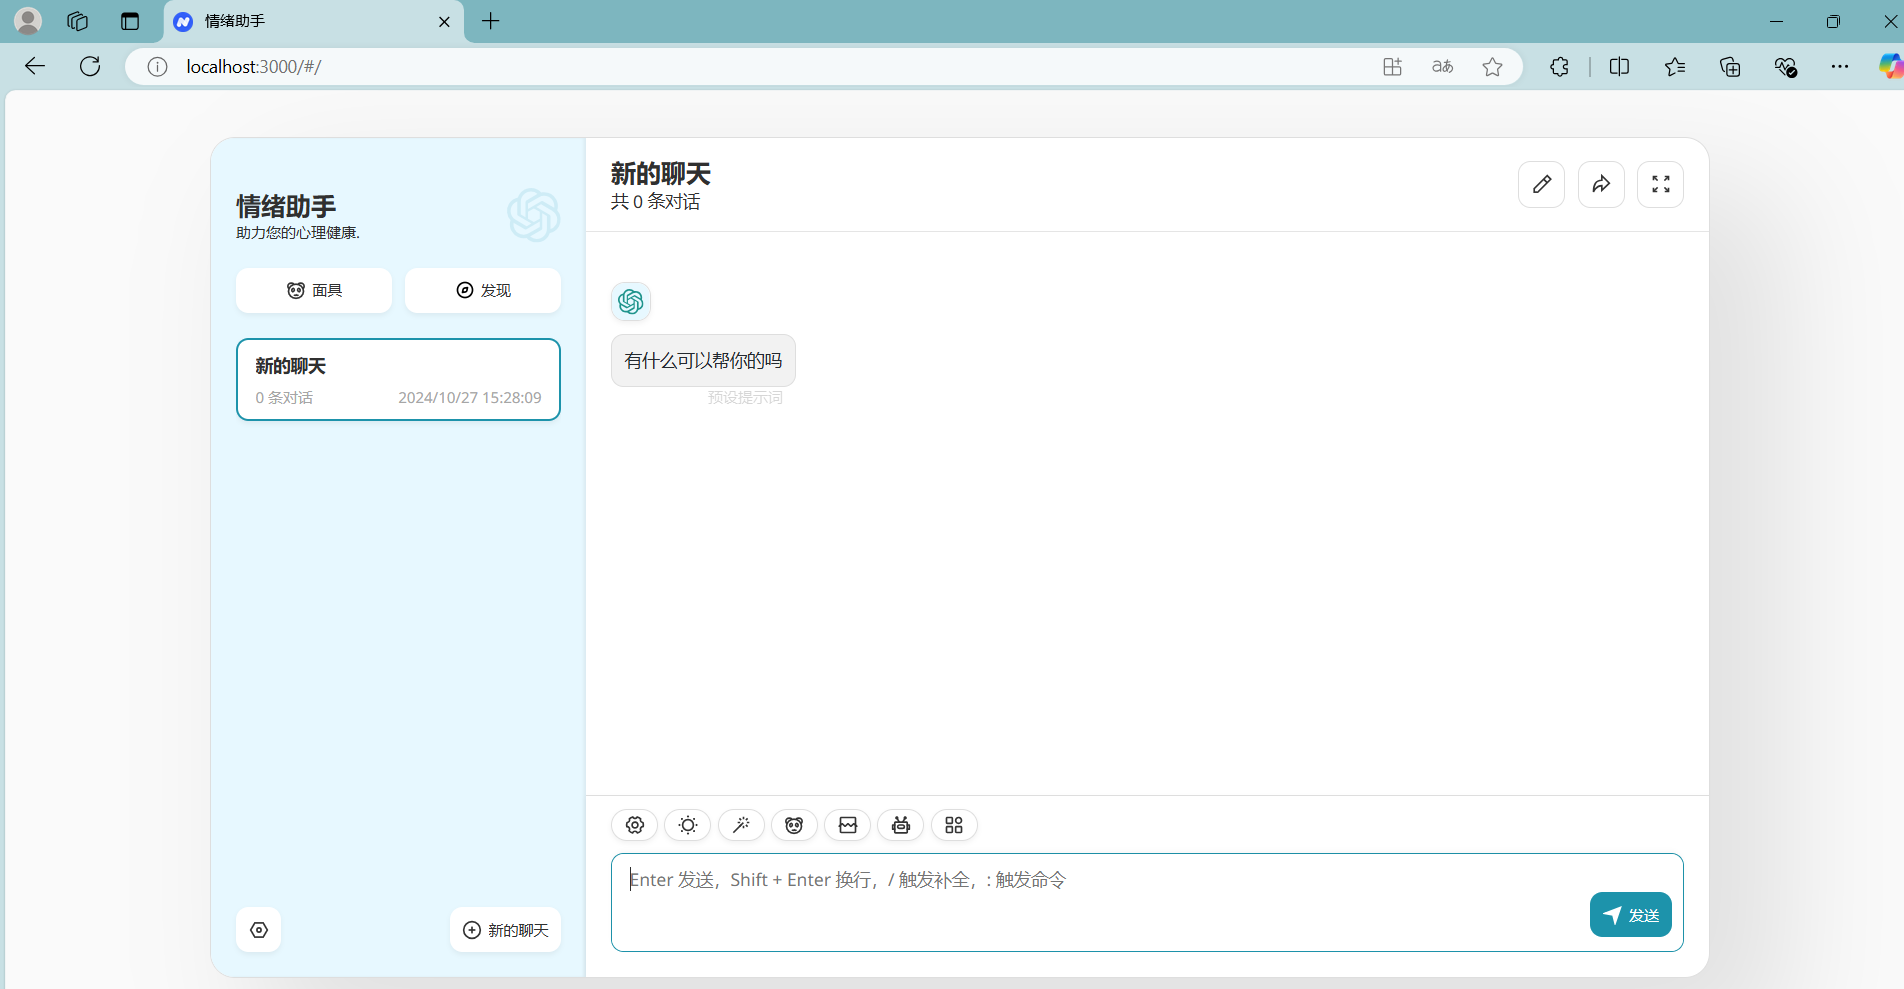 情绪助手
localhost:3000/#/
情绪助手
助力您的心理健康.
面具
发现
新的聊天
0 条对话
2024/10/27 15:28:09
新的聊天
新的聊天
共 0 条对话
有什么可以帮你的吗
预设提示词
Enter 发送，Shift + Enter 换行，/ 触发补全，: 触发命令
发送